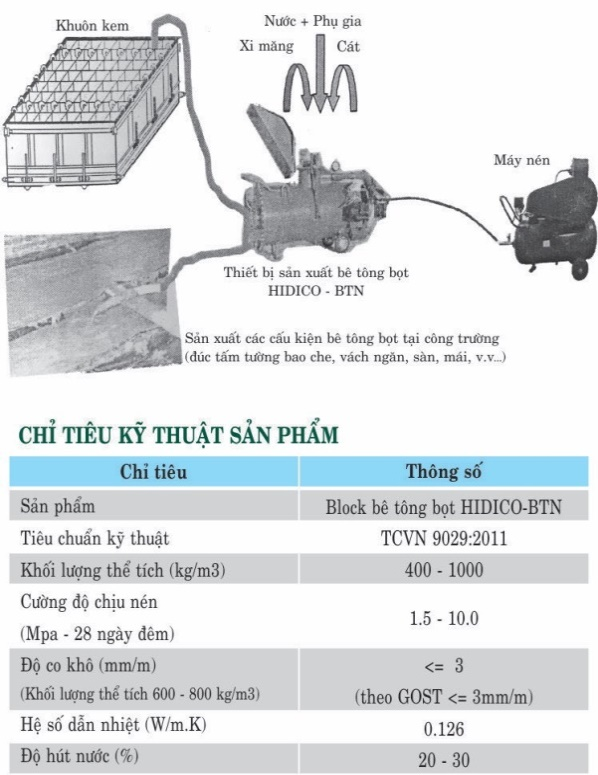 Khuôn kem
Nước + Phụ gia
Xi măng
Cát
Máy nén
Thiết bị sản xuất bê tông bọt
HIDICO - BTN
Sản xuất các cấu kiện bê tông bọt tại công trường
(đúc tấm tường bao che, vách ngăn, sàn, mái, v.v...)
CHỈ TIÊU KỸ THUẬT SẢN PHẨM
Chỉ tiêu
Thông số
Sản phẩm
Block bê tông bọt HIDICO-BTN
Tiêu chuẩn kỹ thuật
TCVN 9029:2011
Khối lượng thể tích (kg/m3)
400 - 1000
Cường độ chịu nén
(Mpa - 28 ngày đêm)
1.5 - 10.0
Độ co khô (mm/m)
(Khối lượng thể tích 600 - 800 kg/m3)
<= 3
(theo GOST <= 3mm/m)
Hệ số dẫn nhiệt (W/m.K)
0.126
Độ hút nước (%)
20 - 30